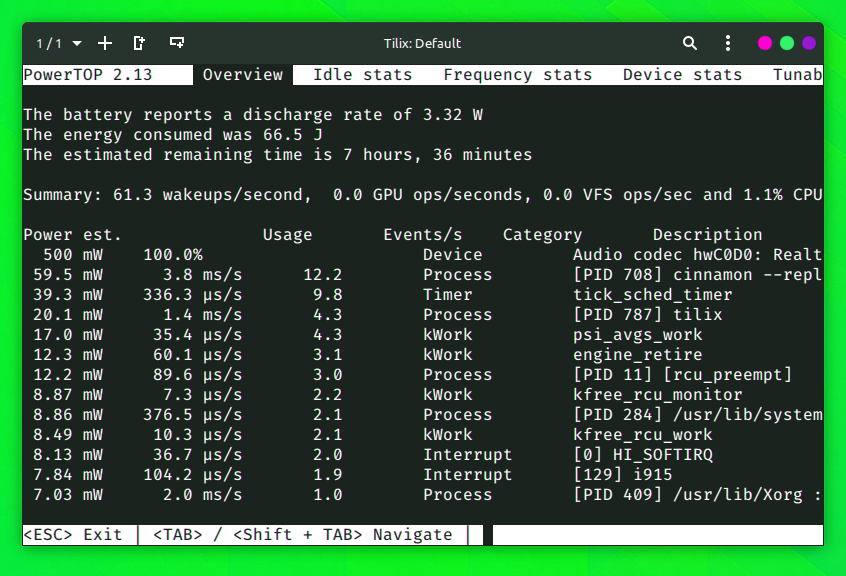 1 / 1 Tilix: Default
PowerTOP 2.13 Overview Idle stats Frequency stats Device stats Tunab
The battery reports a discharge rate of 3.32 W
The energy consumed was 66.5 J
The estimated remaining time is 7 hours, 36 minutes
Summary: 61.3 wakeups/second, 0.0 GPU ops/seconds, 0.0 VFS ops/sec and 1.1% CPU
Power est. Usage Events/s Category Description
500 mW 100.0% Device Audio codec hwC0D0: Realt
59.5 mW 3.8 ms/s 12.2 Process [PID 708] cinnamon --repl
39.3 mW 336.3 µs/s 9.8 Timer tick_sched_timer
20.1 mW 1.4 ms/s 4.3 Process [PID 787] tilix
17.0 mW 35.4 µs/s 4.3 kWork psi_avgs_work
12.3 mW 60.1 µs/s 3.1 kWork engine_retire
12.2 mW 89.6 µs/s 3.0 Process [PID 11] [rcu_preempt]
8.87 mW 7.3 µs/s 2.2 kWork kfree_rcu_monitor
8.86 mW 376.5 µs/s 2.1 Process [PID 284] /usr/lib/system
8.49 mW 10.3 µs/s 2.1 kWork kfree_rcu_work
8.13 mW 36.7 µs/s 2.0 Interrupt [0] HI_SOFTIRQ
7.84 mW 104.2 µs/s 1.9 Interrupt [129] i915
7.03 mW 2.0 ms/s 1.0 Process [PID 409] /usr/lib/Xorg :
<ESC> Exit | <TAB> / <Shift + TAB> Navigate |